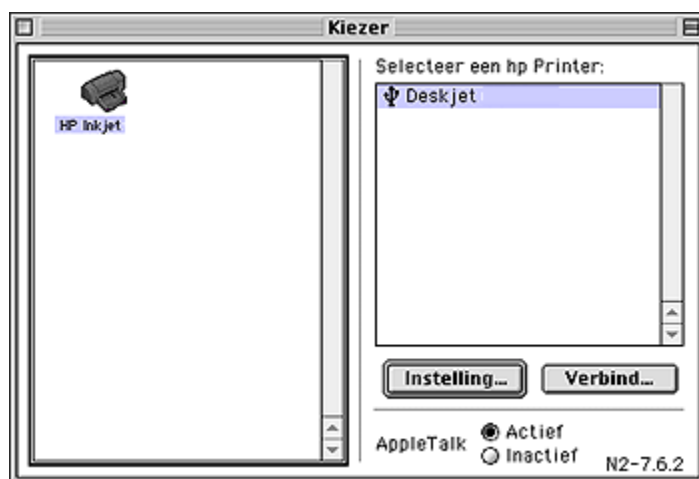 Kiezer
HP Inkjet
Selecteer een hp Printer:
Deskjet
Instelling...
Verbind...
AppleTalk
Actief
Inactief
N2-7.6.2